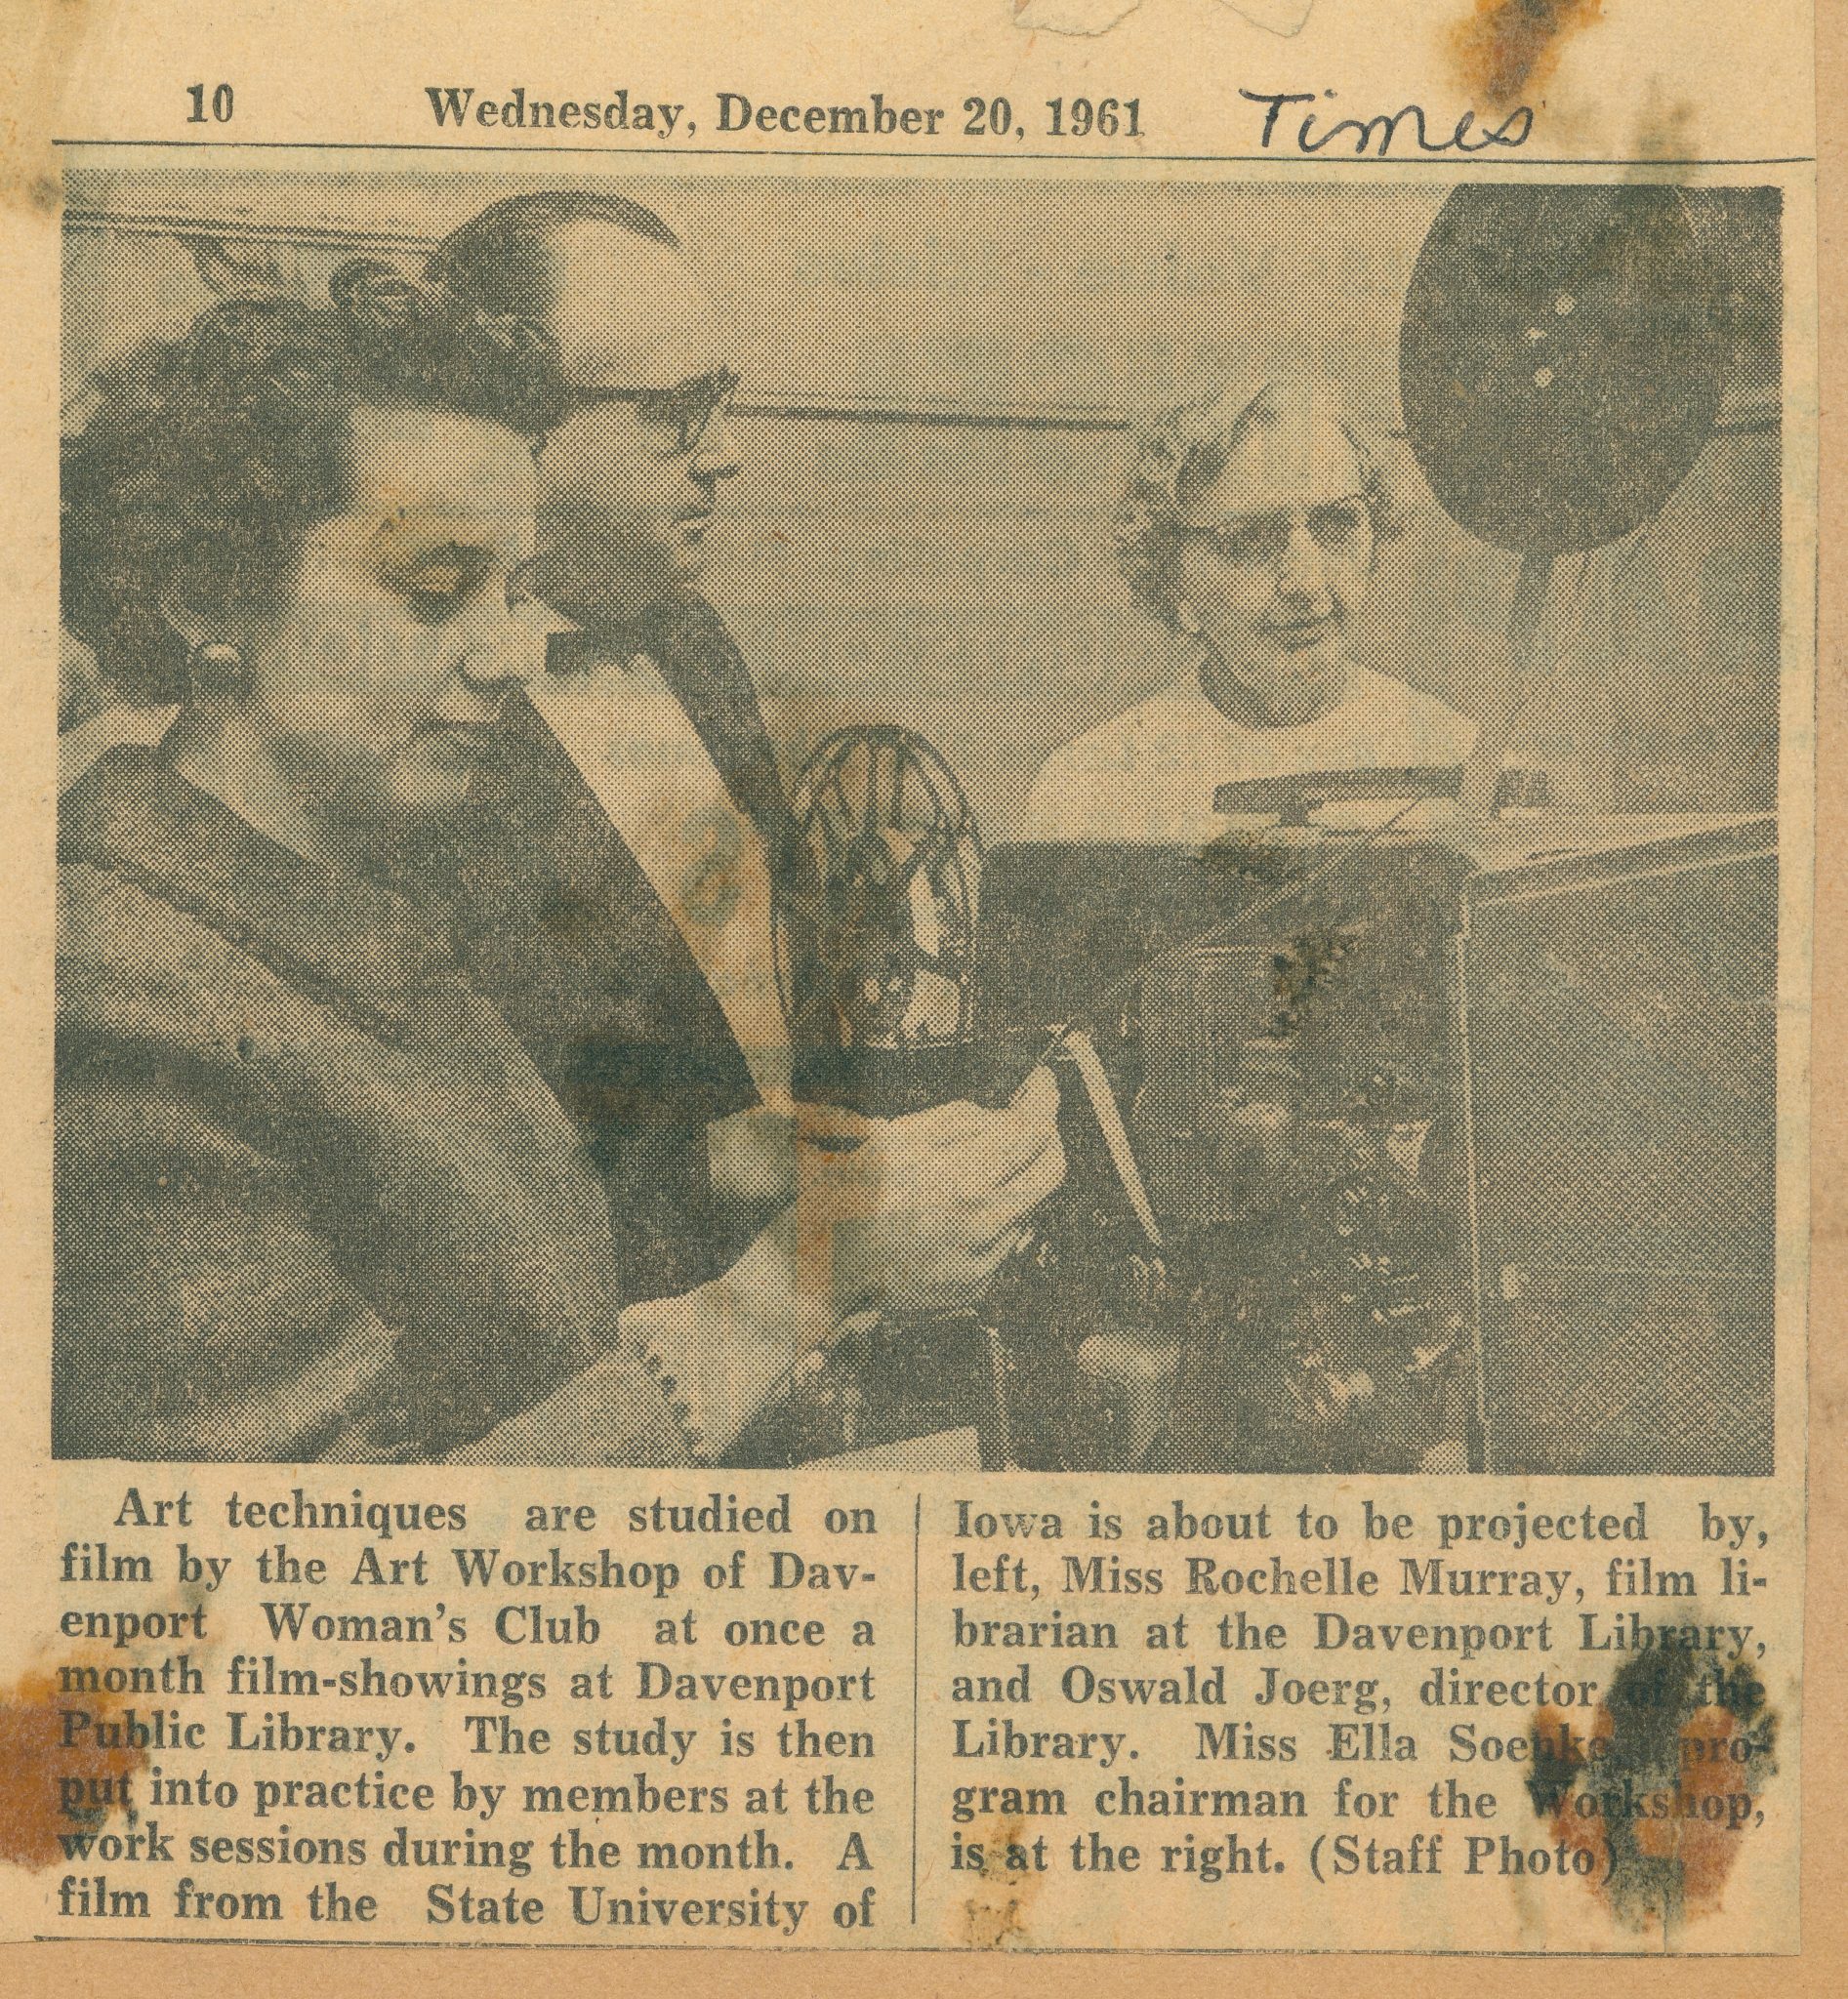 10 Wednesday, December 20, 1961 Times
Art techniques are studied on
film by the Art Workshop of Dav-
enport Woman's Club at once a
month film-showings at Davenport
Public Library. The study is then
put into practice by members at the
work sessions during the month. A
film from the State University of
Iowa is about to be projected by,
left, Miss Rochelle Murray, film li-
brarian at the Davenport Library,
and Oswald Joerg, director of the
Library. Miss Ella pro-
gram chairman for the Workshop,
is at the right. (Staff Photo)